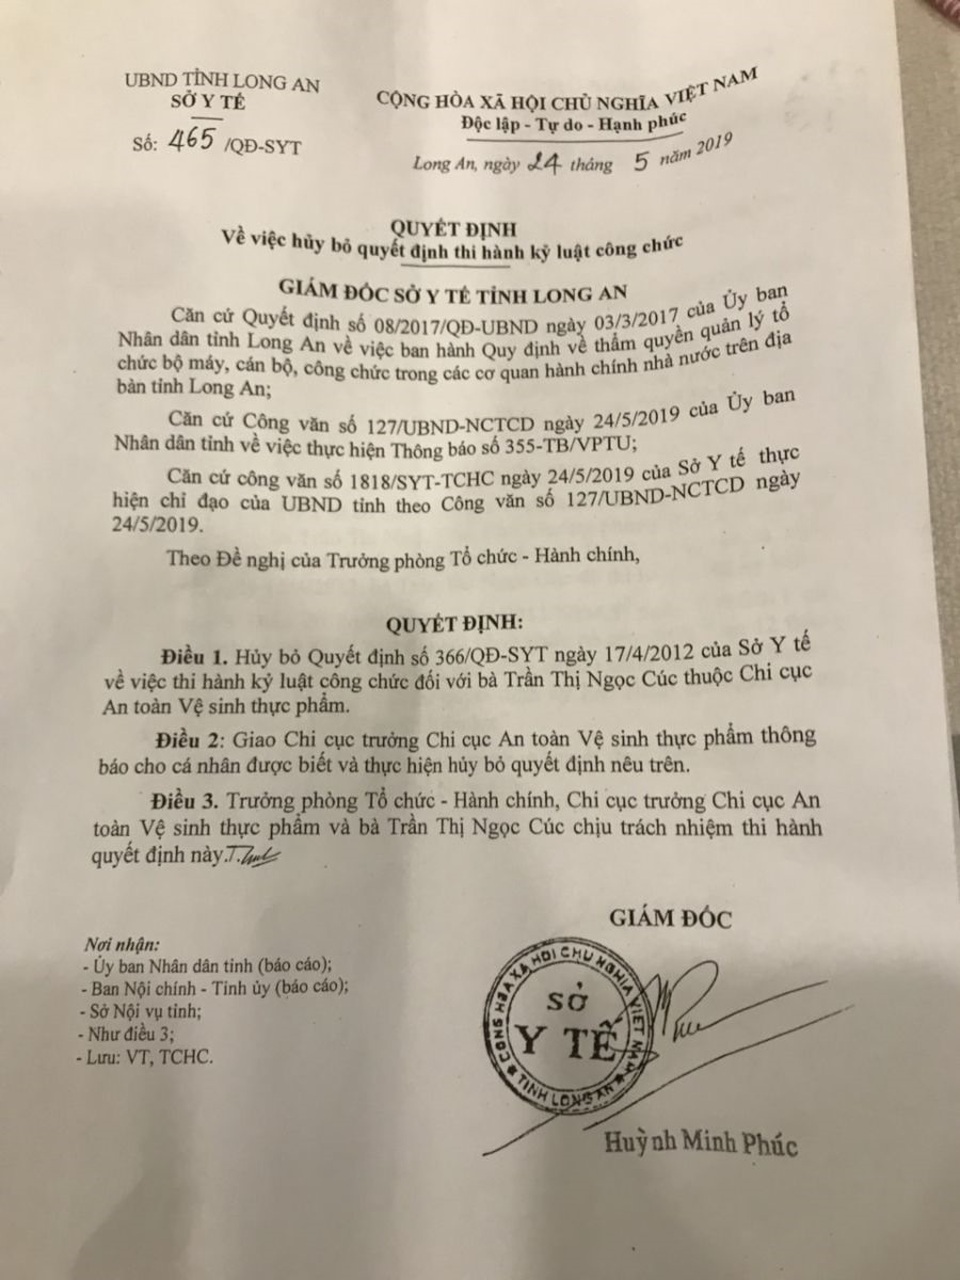 UBND TỈNH LONG AN
SỞ Y TẾ
Số: 465 /QĐ-SYT
CỘNG HÒA XÃ HỘI CHỦ NGHĨA VIỆT NAM
Độc lập - Tự do - Hạnh phúc
Long An, ngày 24 tháng 5 năm 2019
QUYẾT ĐỊNH
Về việc hủy bỏ quyết định thi hành kỷ luật công chức
GIÁM ĐỐC SỞ Y TẾ TỈNH LONG AN
Căn cứ Quyết định số 08/2017/QĐ-UBND ngày 03/3/2017 của Ủy ban
Nhân dân tỉnh Long An về việc ban hành Quy định về thẩm quyền quản lý tổ
chức bộ máy, cán bộ, công chức trong các cơ quan hành chính nhà nước trên địa
bàn tỉnh Long An;
Căn cứ Công văn số 127/UBND-NCTCD ngày 24/5/2019 của Ủy ban
Nhân dân tỉnh về việc thực hiện Thông báo số 355-TB/VPTU;
Căn cứ công văn số 1818/SYT-TCHC ngày 24/5/2019 của Sở Y tế thực
hiện chỉ đạo của UBND tỉnh theo Công văn số 127/UBND-NCTCD ngày
24/5/2019.
Theo Đề nghị của Trưởng phòng Tổ chức - Hành chính,
QUYẾT ĐỊNH:
Điều 1. Hủy bỏ Quyết định số 366/QĐ-SYT ngày 17/4/2012 của Sở Y tế
về việc thi hành kỷ luật công chức đối với bà Trần Thị Ngọc Cúc thuộc Chi cục
An toàn Vệ sinh thực phẩm.
Điều 2: Giao Chi cục trưởng Chi cục An toàn Vệ sinh thực phẩm thông
báo cho cá nhân được biết và thực hiện hủy bỏ quyết định nêu trên.
Điều 3. Trưởng phòng Tổ chức - Hành chính, Chi cục trưởng Chi cục An
toàn Vệ sinh thực phẩm và bà Trần Thị Ngọc Cúc chịu trách nhiệm thi hành
quyết định này.
GIÁM ĐỐC
Nơi nhận:
- Ủy ban Nhân dân tỉnh (báo cáo);
- Ban Nội chính - Tỉnh ủy (báo cáo);
- Sở Nội vụ tỉnh;
- Như điều 3;
- Lưu: VT, TCHC.
CỘNG HÒA XÃ HỘI CHỦ NGHĨA VIỆT NAM
SỞ
Y TẾ
TỈNH LONG AN
Huỳnh Minh Phúc